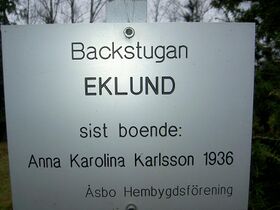 Backstugan
EKLUND
sist boende:
Anna Karolina Karlsson 1936
Åsbo Hembygdsförening